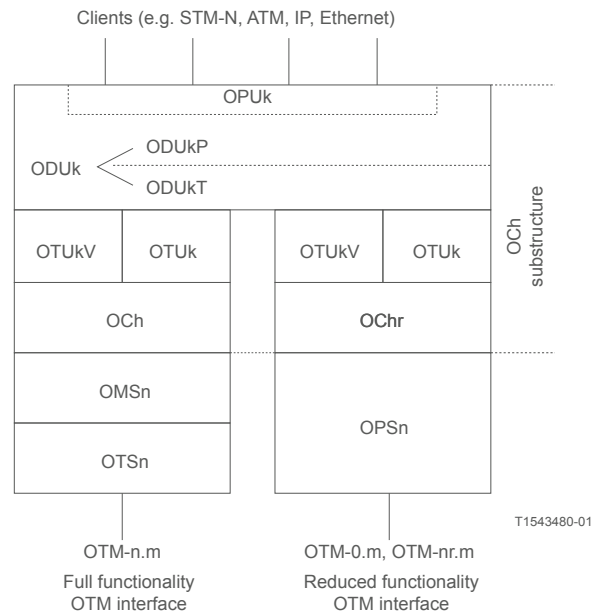 Clients (e.g. STM-N, ATM, IP, Ethernet)
OPUk
ODUk
ODUkP
ODUkT
OTUkV
OTUk
OTUkV
OTUk
OCh
substructure
OCh
OChr
OMSn
OPSn
OTSn
T1543480-01
OTM-n.m
OTM-0.m, OTM-nr.m
Full functionality
OTM interface
Reduced functionality
OTM interface